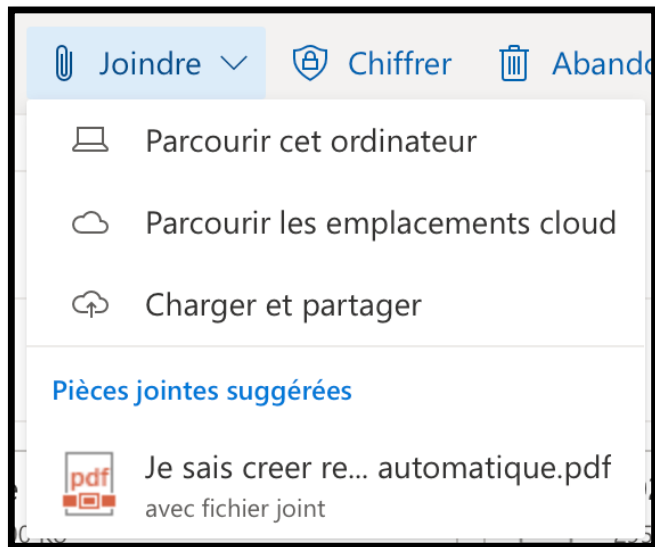 Joindre Chiffrer
Parcourir cet ordinateur
Parcourir les emplacements cloud
Charger et partager
Pièces jointes suggérées
pdf
Je sais creer re... automatique.pdf
avec fichier joint